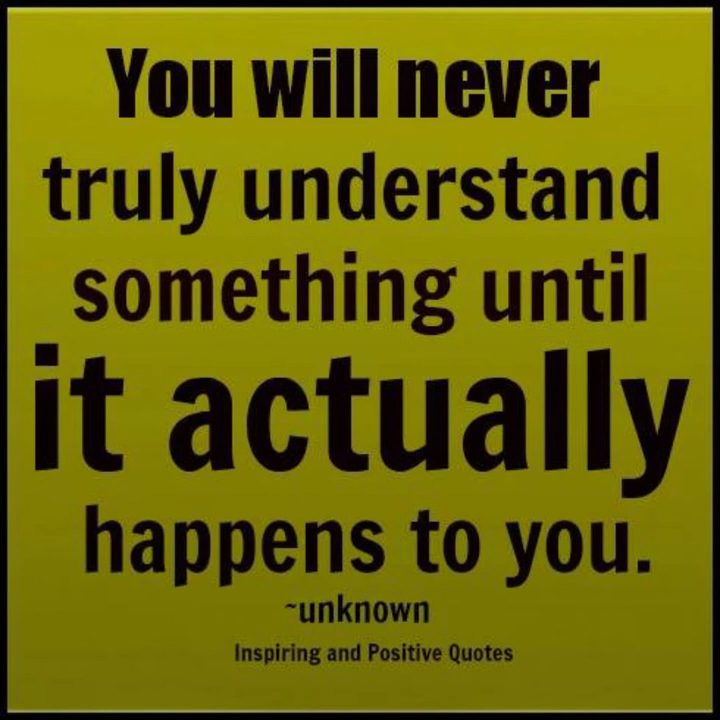 You will never
truly understand
something until
it actually
happens to you.
~unknown
Inspiring and Positive Quotes